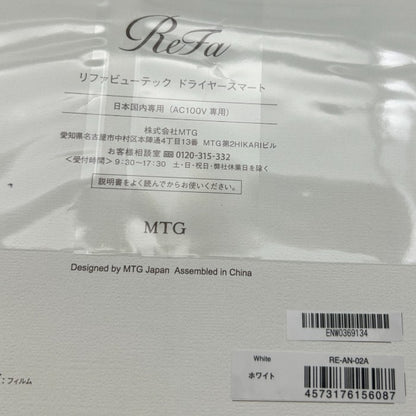 ReFa
リファビューテック ドライヤースマート
日本国内専用（AC100V 専用）
株式会社MTG
愛知県名古屋市中村区本陣通4丁目13番 MTG第2HIKARIビル
お客様相談室 0120-315-332
<受付時間> 9:30~17:30 土・日・祝日・弊社休業日を除く
説明書をよく読んでからお使いください。
MTG
Designed by MTG Japan Assembled in China
ENW0369134
White RE-AN-02A
ホワイト
4573176156087
：フィルム